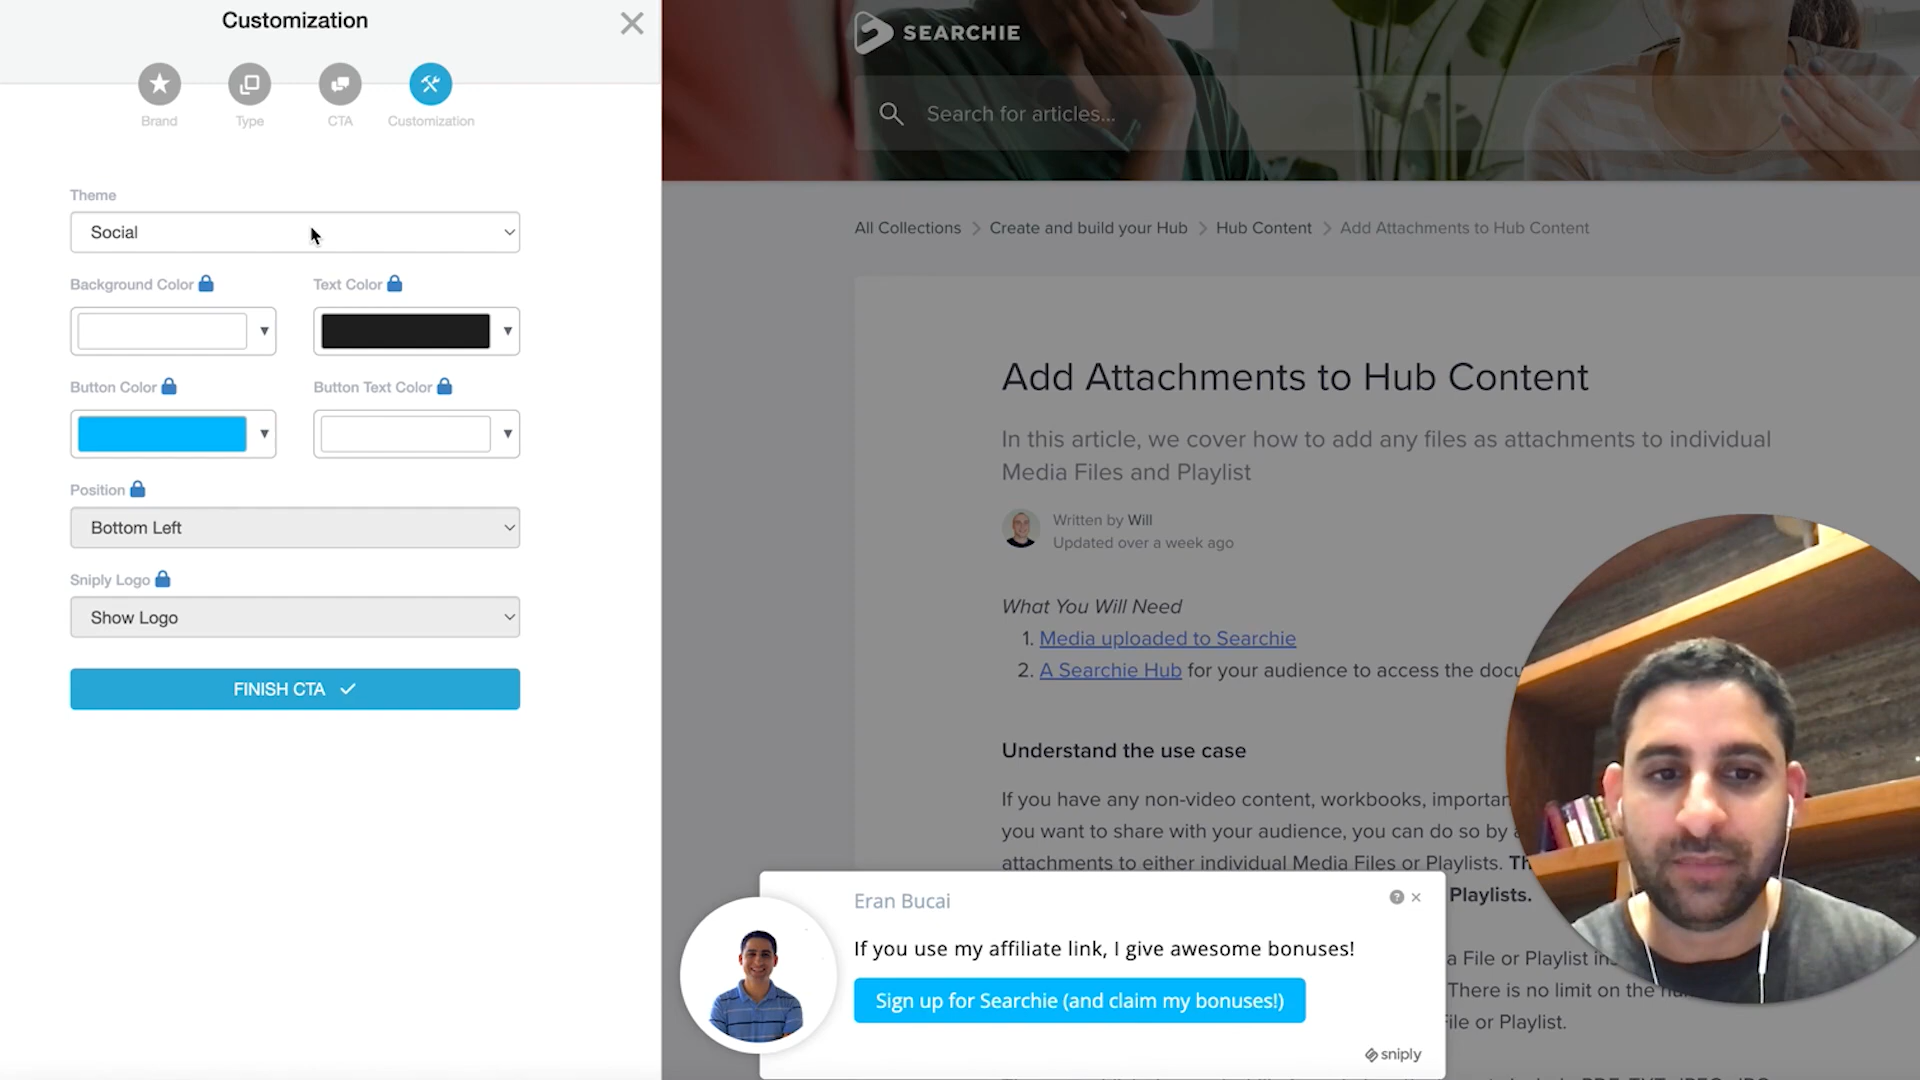 Customization
Brand
Type
CTA
Customization
Theme
Social
Background Color
Text Color
Button Color
Button Text Color
Position
Bottom Left
Sniply Logo
Show Logo
FINISH CTA
SEARCHIE
Search for articles...
All Collections
Create and build your Hub
Hub Content
Add Attachments to Hub Content
Add Attachments to Hub Content
In this article, we cover how to add any files as attachments to individual
Media Files and Playlist
Written by Will
Updated over a week ago
What You Will Need
1. Media uploaded to Searchie
2. A Searchie Hub for your audience to access the
Understand the use case
If you have any non-video content, workbooks,
you want to share with your audience, you can do so by
attachments to either individual Media Files or Playlists.
Playlists.
a File or Playlist
There is no limit on the
File or Playlist.
Eran Bucai
If you use my affiliate link, I give awesome bonuses!
Sign up for Searchie (and claim my bonuses!)
sniply